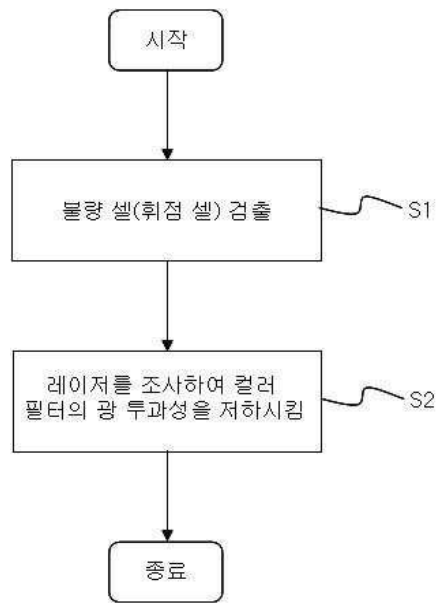 시작
불량 셀(휘점 셀) 검출
S1
레이저를 조사하여 컬러
필터의 광 투과성을 저하시킴
S2
종료